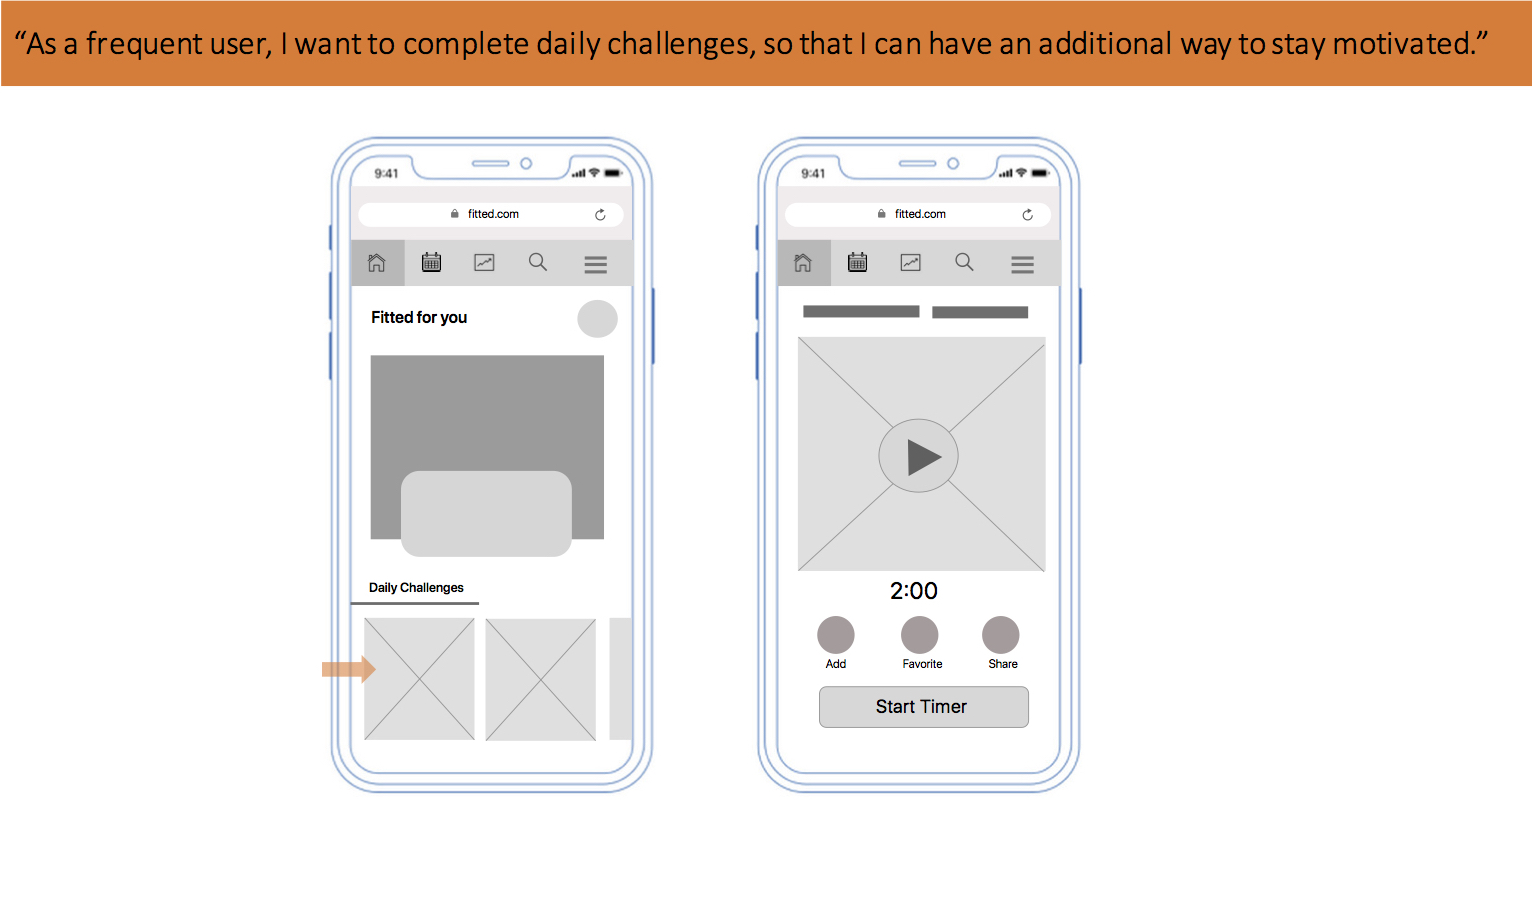 “As a frequent user, I want to complete daily challenges, so that I can have an additional way to stay motivated.”
9:41
fitted.com
Fitted for you
Daily Challenges
9:41
fitted.com
2:00
Add Favorite Share
Start Timer